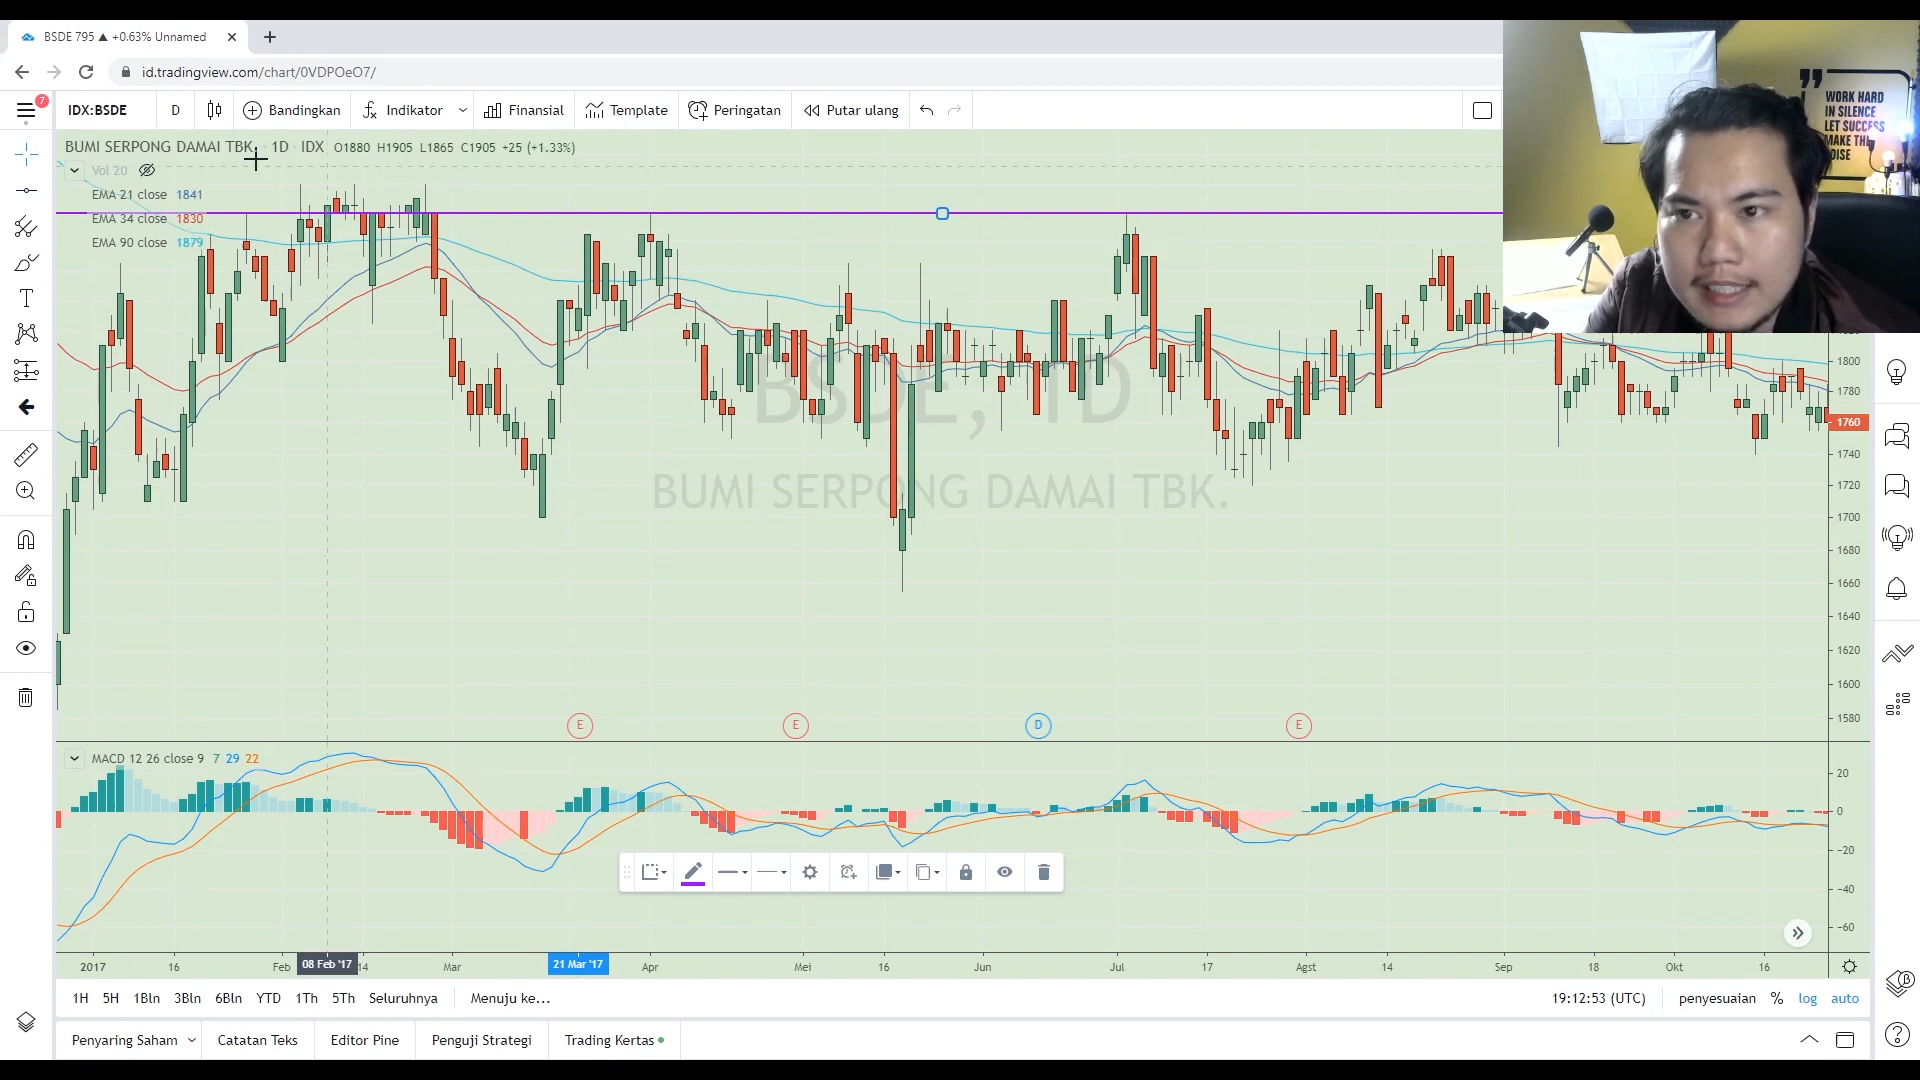 BSDE 795 ▲ +0.63% Unnamed
id.tradingview.com/chart/0VDPOeO7/
7
IDX:BSDE D Bandingkan Indikator Finansial Template Peringatan Putar ulang
BUMI SERPONG DAMAI TBK. 1D IDX O1880 H1905 L1865 C1905 +25 (+1.33%)
Vol 20
EMA 21 close 1841
EMA 34 close 1830
EMA 90 close 1879
WORK HARD
IN SILENCE
LET SUCCESS
MAKE THE
NOISE
BSDE, 1D
BUMI SERPONG DAMAI TBK.
1800
1780
1760
1740
1720
1700
1680
1660
1640
1620
1600
1580
E E D E
MACD 12 26 close 9 7 29 22
20
0
−20
−40
−60
2017 16 Feb 08 Feb '17 14 Mar 21 Mar '17 Apr Mei 16 Jun Jul 17 Agst 14 Sep 18 Okt 16
1H 5H 1Bln 3Bln 6Bln YTD 1Th 5Th Seluruhnya Menuju ke... 19:12:53 (UTC) penyesuaian % log auto
Penyaring Saham Catatan Teks Editor Pine Penguji Strategi Trading Kertas